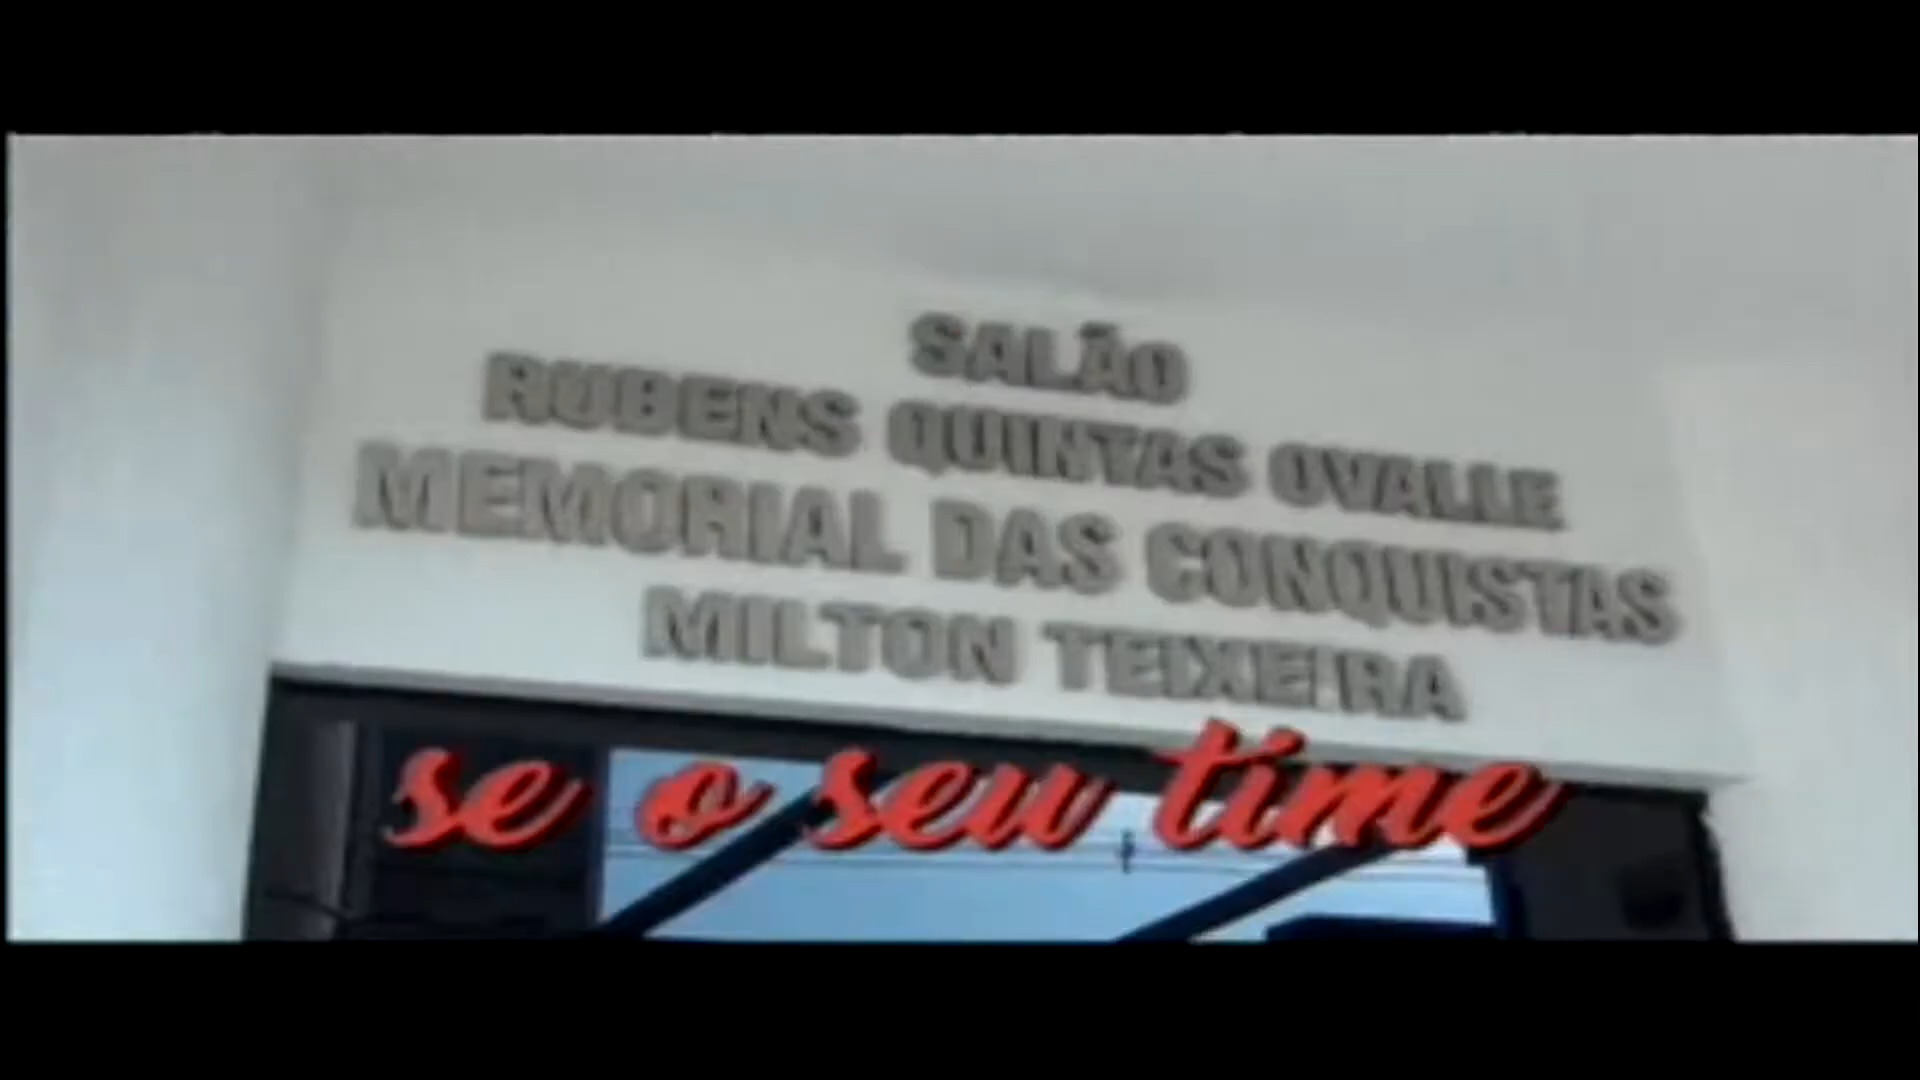 SALÃO
RUBENS QUINTAS OVALLE
MEMORIAL DAS CONQUISTAS
MILTON TEIXEIRA
se o seu time